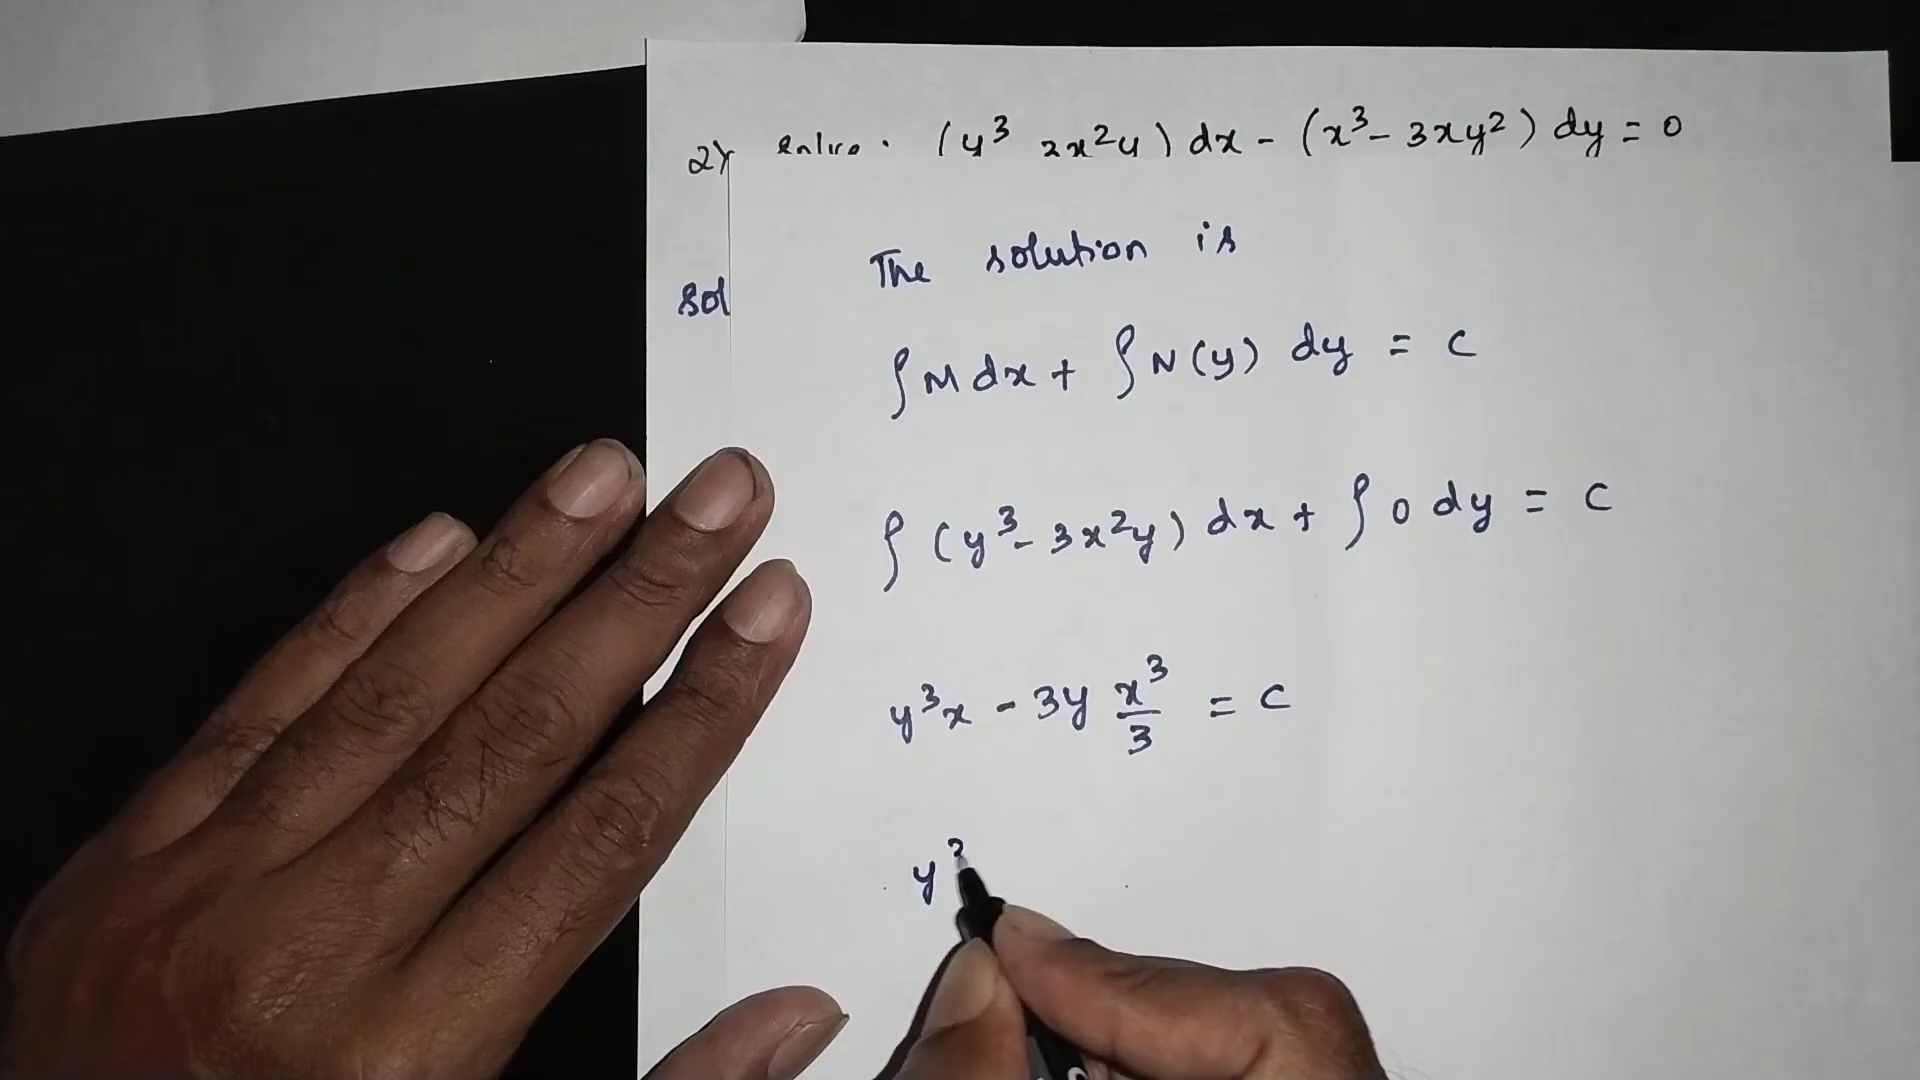 2) Solve . (y³ 3x²y) dx - (x³ - 3xy²) dy = 0
The solution is
Sol
∫ M dx + ∫ N(y) dy = C
∫ (y³ - 3x²y) dx + ∫ 0 dy = C
y³x - 3y x³/3 = C
y³